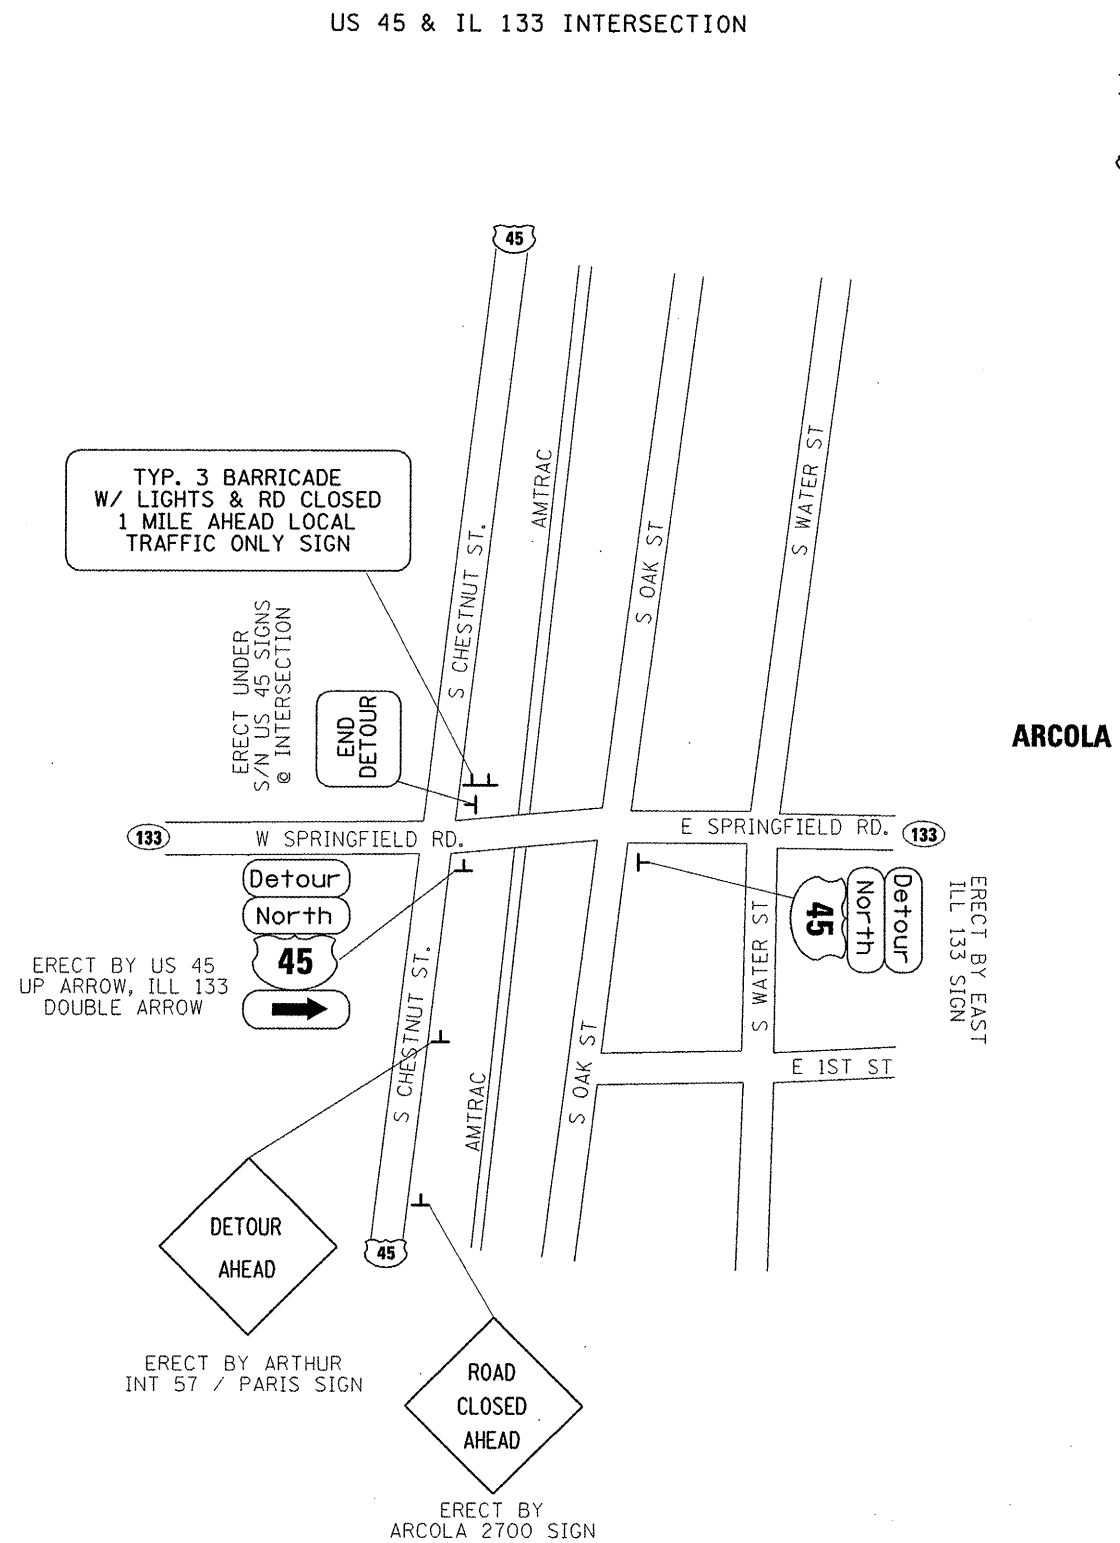 US 45 & IL 133 INTERSECTION
45
TYP. 3 BARRICADE
W/ LIGHTS & RD CLOSED
1 MILE AHEAD LOCAL
TRAFFIC ONLY SIGN
S CHESTNUT ST.
AMTRAC
S OAK ST
S WATER ST
ERECT UNDER
S/N US 45 SIGNS
@ INTERSECTION
END
DETOUR
ARCOLA
133
W SPRINGFIELD RD.
E SPRINGFIELD RD.
133
Detour
North
45
ERECT BY US 45
UP ARROW, ILL 133
DOUBLE ARROW
Detour
North
45
ERECT BY EAST
ILL 133 SIGN
S CHESTNUT ST.
AMTRAC
S OAK ST
S WATER ST
E 1ST ST
45
DETOUR
AHEAD
ERECT BY ARTHUR
INT 57 / PARIS SIGN
ROAD
CLOSED
AHEAD
ERECT BY
ARCOLA 2700 SIGN